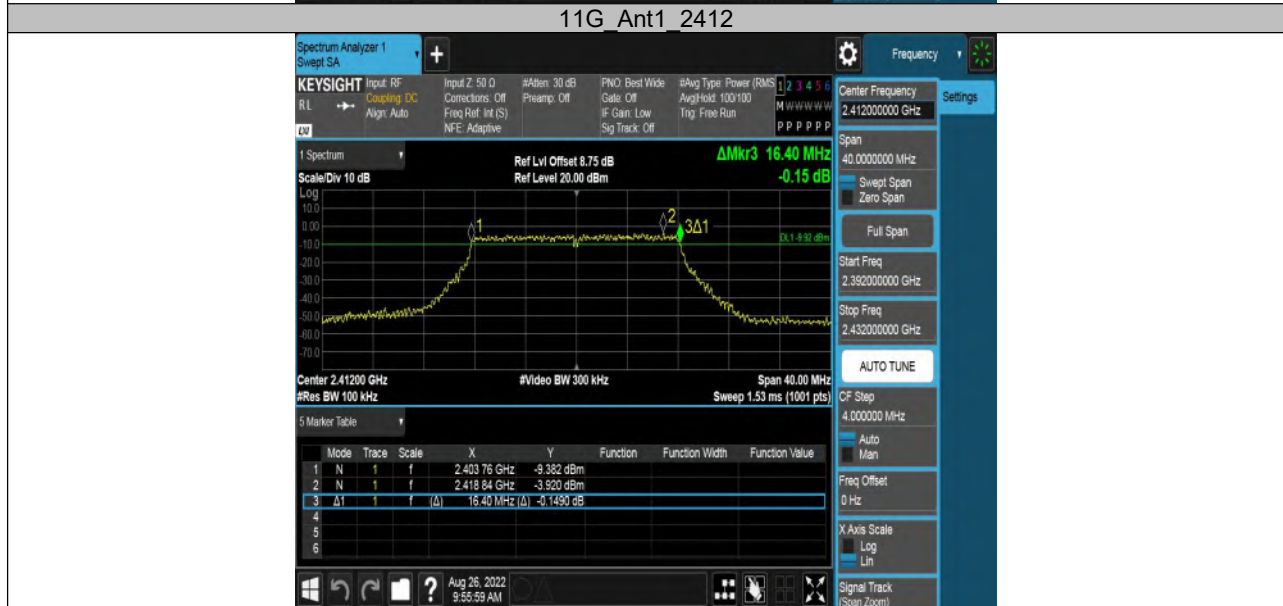 11G_Ant1_2412
Spectrum Analyzer 1
Swept SA
+
Frequency
KEYSIGHT
RL
LXI
Input: RF
Coupling: DC
Align: Auto
Input Z: 50 Ω
Corrections: Off
Freq Ref: Int (S)
NFE: Adaptive
#Atten: 30 dB
Preamp: Off
PNO: Best Wide
Gate: Off
IF Gain: Low
Sig Track: Off
#Avg Type: Power (RMS
Avg|Hold: 100/100
Trig: Free Run
1 2 3 4 5 6
M W W W W W
P P P P P P
Center Frequency
2.412000000 GHz
Settings
Span
40.0000000 MHz
Swept Span
Zero Span
Full Span
Start Freq
2.392000000 GHz
Stop Freq
2.432000000 GHz
AUTO TUNE
CF Step
4.000000 MHz
Auto
Man
Freq Offset
0 Hz
X Axis Scale
Log
Lin
Signal Track
(Span Zoom)
1 Spectrum
Scale/Div 10 dB
Ref Lvl Offset 8.75 dB
Ref Level 20.00 dBm
ΔMkr3 16.40 MHz
-0.15 dB
Log
10.0
0.00
-10.0
-20.0
-30.0
-40.0
-50.0
-60.0
-70.0
1
2
3Δ1
DL1 -9.92 dBm
Center 2.41200 GHz
#Video BW 300 kHz
Span 40.00 MHz
#Res BW 100 kHz
Sweep 1.53 ms (1001 pts)
5 Marker Table
Mode Trace Scale X Y Function Function Width Function Value
1 N 1 f 2.403 76 GHz -9.382 dBm
2 N 1 f 2.418 84 GHz -3.920 dBm
3 Δ1 1 f (Δ) 16.40 MHz (Δ) -0.1490 dB
4
5
6
?
Aug 26, 2022
9:55:59 AM